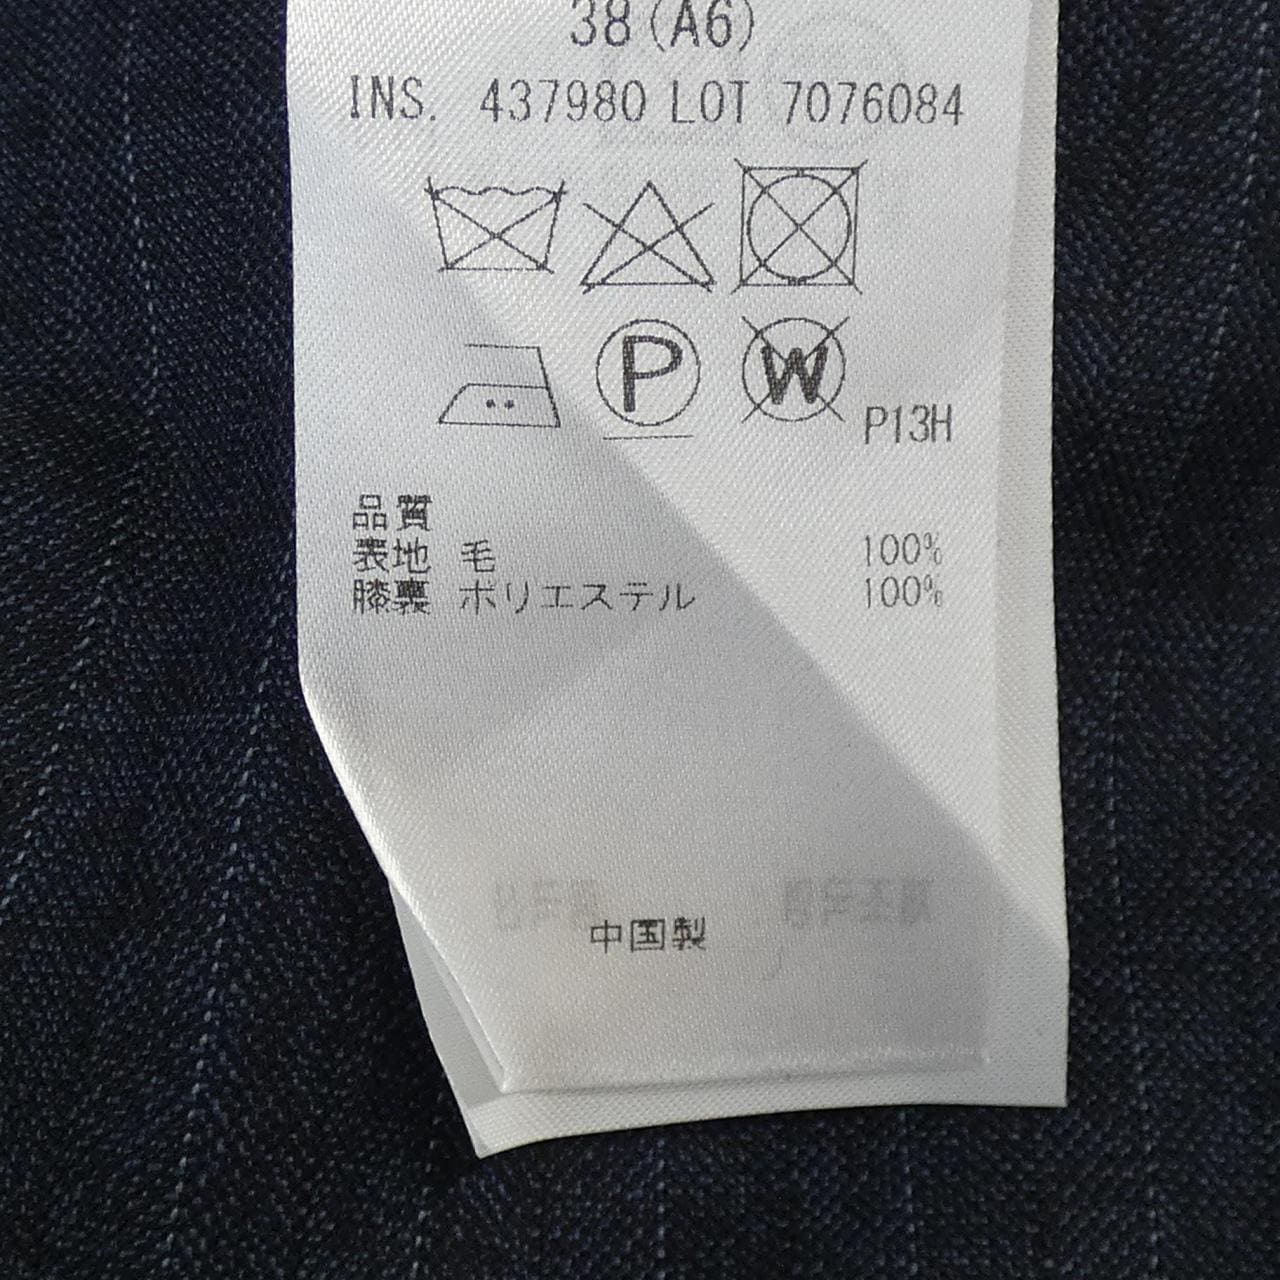 38(A6)
INS. 437980 LOT 7076084
P W P13H
品質
表地 毛 100%
膝裏 ポリエステル 100%
中国製